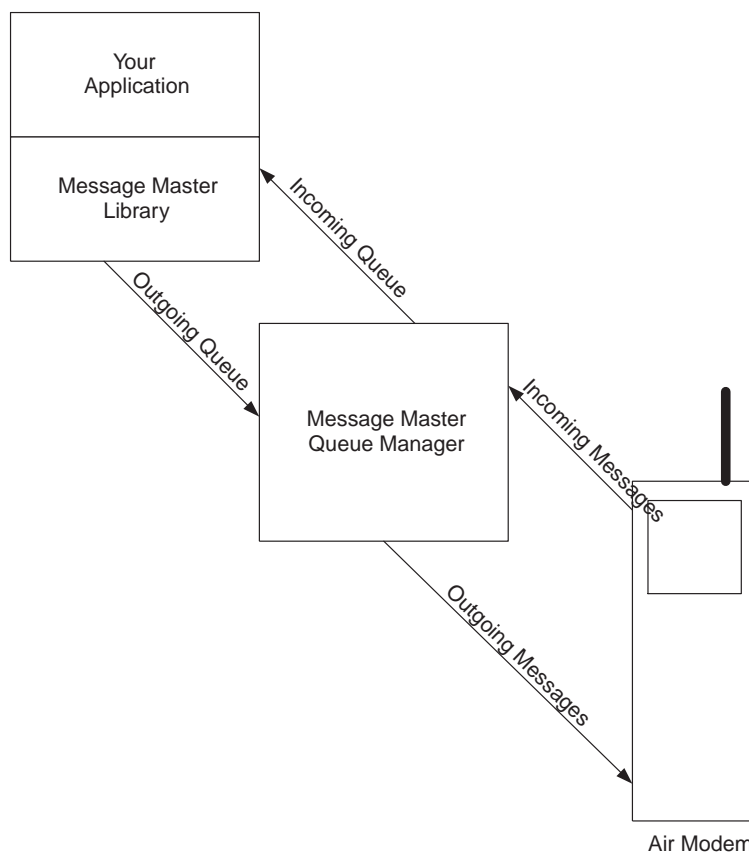 Your
Application
Message Master
Library
Incoming Queue
Outgoing Queue
Message Master
Queue Manager
Incoming Messages
Outgoing Messages
Air Modem